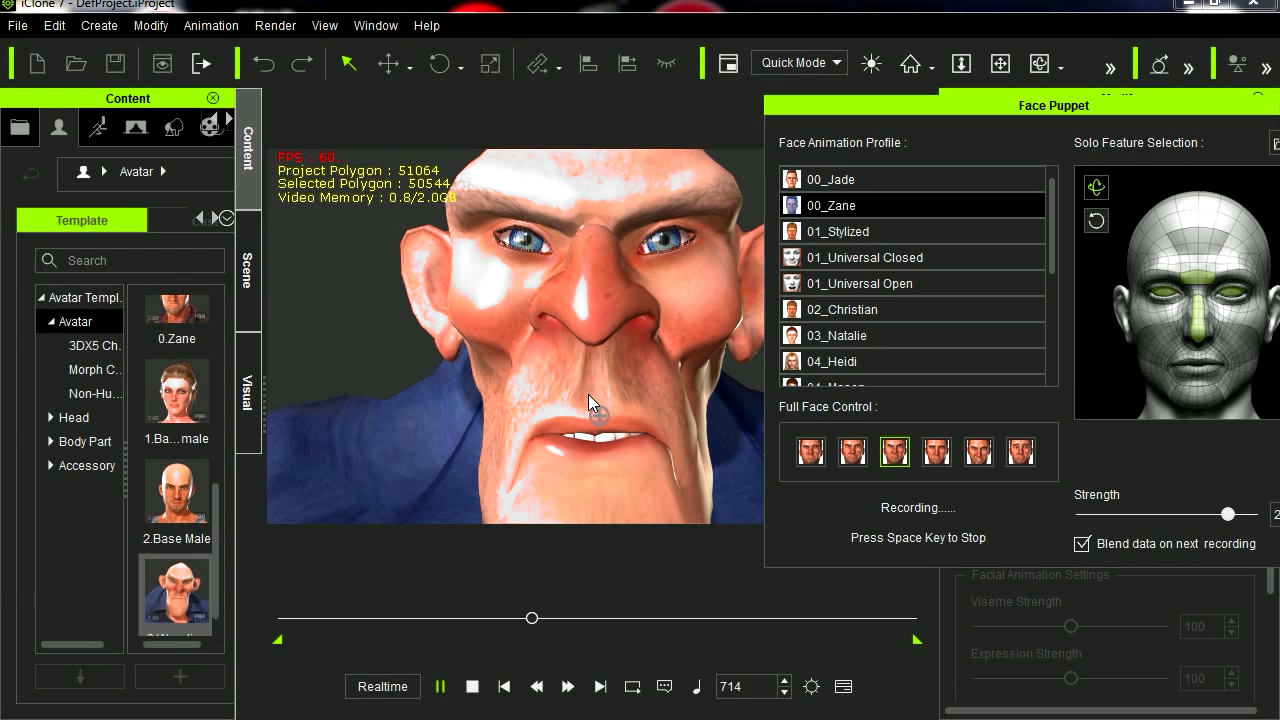 iClone 7 - DefProject.iProject
File Edit Create Modify Animation Render View Window Help
Quick Mode
Content
Avatar
Template
Search
Avatar Templ..
Avatar
3DX5 Ch..
Morph C...
Non-Hu...
Head
Body Part
Accessory
0.Zane
1.Ba...male
2.Base Male
Content
Scene
Visual
FPS : 60
Project Polygon : 51064
Selected Polygon : 50544
Video Memory : 0.8/2.0GB
Face Puppet
Face Animation Profile :
00_Jade
00_Zane
01_Stylized
01_Universal Closed
01_Universal Open
02_Christian
03_Natalie
04_Heidi
Full Face Control :
Recording......
Press Space Key to Stop
Solo Feature Selection :
Strength
Blend data on next recording
Facial Animation Settings
Viseme Strength
100
Expression Strength
100
Realtime
714